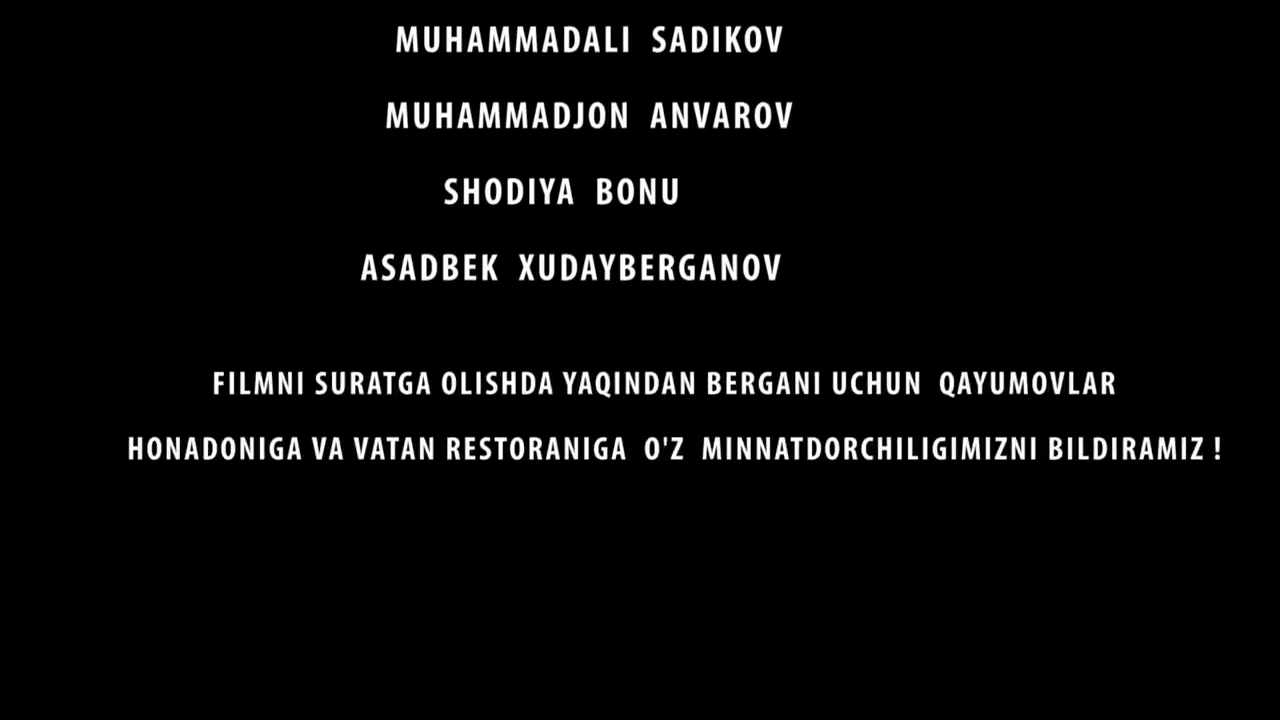 MUHAMMADALI SADIKOV
MUHAMMADJON ANVAROV
SHODIYA BONU
ASADBEK XUDAYBERGANOV
FILMNI SURATGA OLISHDA YAQINDAN BERGANI UCHUN QAYUMOVLAR
HONADONIGA VA VATAN RESTORANIGA O'Z MINNATDORCHILIGIMIZNI BILDIRAMIZ !